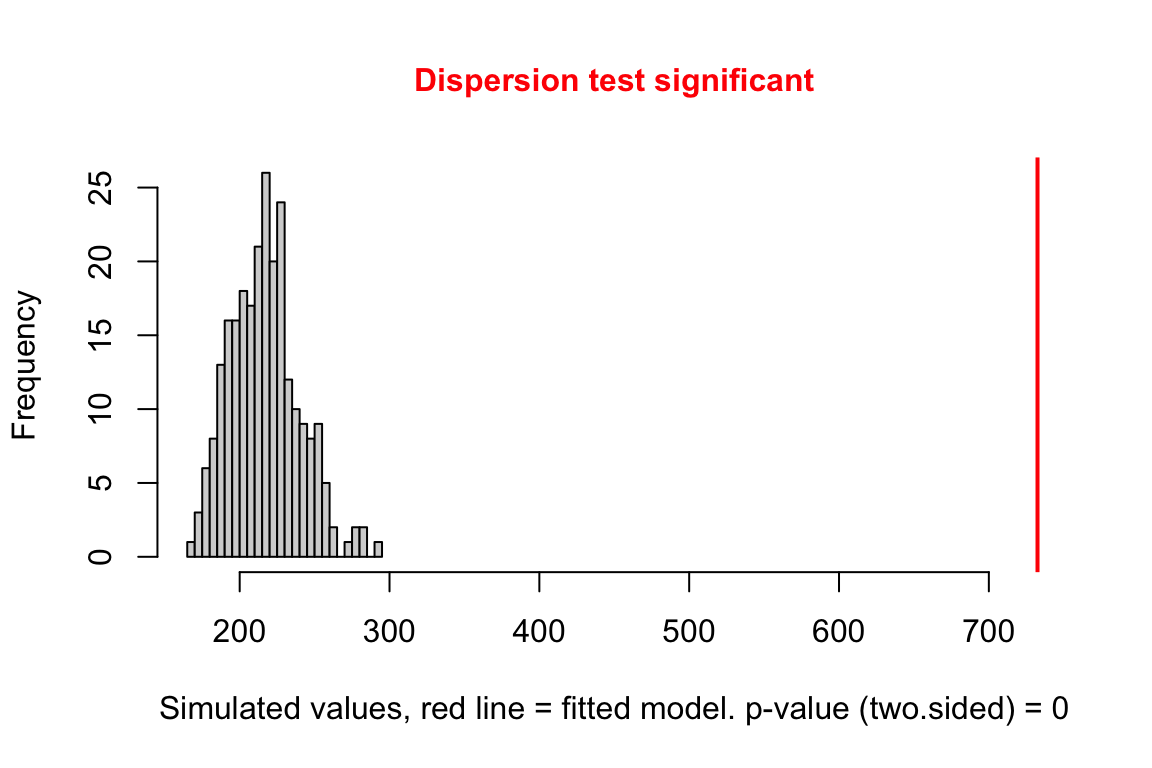 Dispersion test significant
Frequency
25
20
15
10
5
0
200 300 400 500 600 700
Simulated values, red line = fitted model. p-value (two.sided) = 0